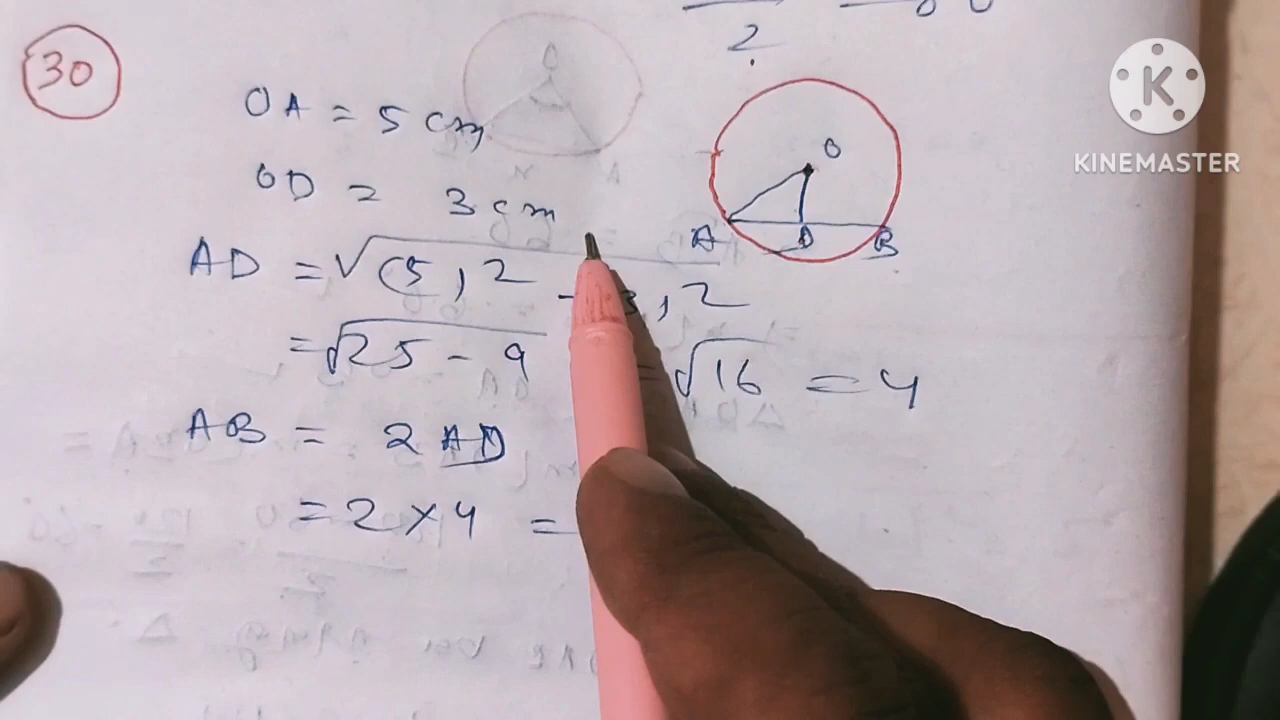 2
30
OA = 5 cm
OD = 3 cm
AD = √(5)2 - 3)2
= √25 - 9 = √16 = 4
AB = 2 AD
= 2 × 4 =
O
A D B
K
KINEMASTER